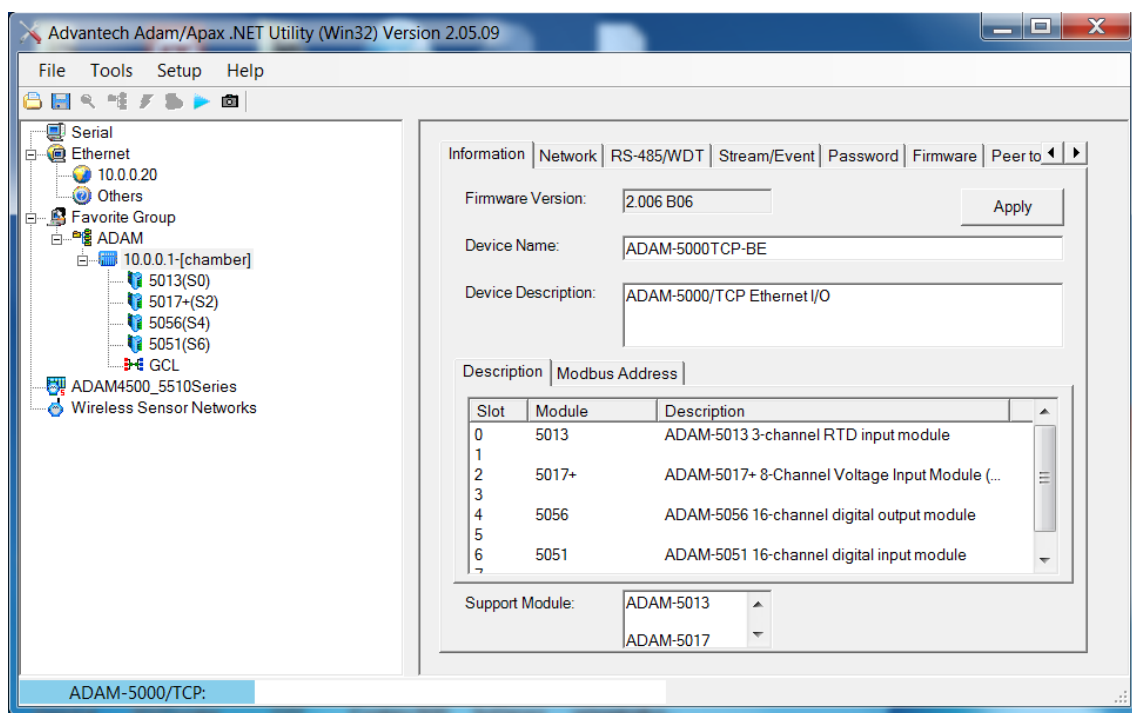 Advantech Adam/Apax .NET Utility (Win32) Version 2.05.09
File Tools Setup Help
Serial
Ethernet
10.0.0.20
Others
Favorite Group
ADAM
10.0.0.1-[chamber]
5013(S0)
5017+(S2)
5056(S4)
5051(S6)
GCL
ADAM4500_5510Series
Wireless Sensor Networks
Information Network RS-485/WDT Stream/Event Password Firmware Peer to
Firmware Version: 2.006 B06 Apply
Device Name: ADAM-5000TCP-BE
Device Description: ADAM-5000/TCP Ethernet I/O
Description Modbus Address
Slot Module Description
0 5013 ADAM-5013 3-channel RTD input module
1
2 5017+ ADAM-5017+ 8-Channel Voltage Input Module (...
3
4 5056 ADAM-5056 16-channel digital output module
5
6 5051 ADAM-5051 16-channel digital input module
Support Module: ADAM-5013
ADAM-5017
ADAM-5000/TCP: